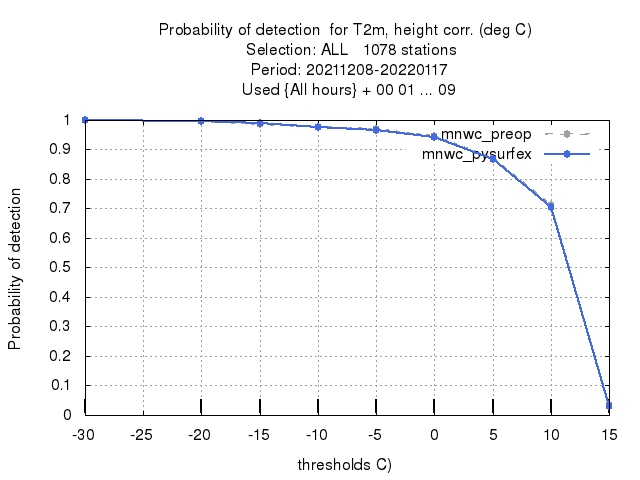 Probability of detection  for T2m, height corr. (deg C)
Selection: ALL   1078 stations
Period: 20211208-20220117
Used {All hours} + 00 01 ... 09
mnwc_preop
mnwc_pysurfex
Probability of detection
1
0.9
0.8
0.7
0.6
0.5
0.4
0.3
0.2
0.1
0
-30 -25 -20 -15 -10 -5 0 5 10 15
thresholds C)